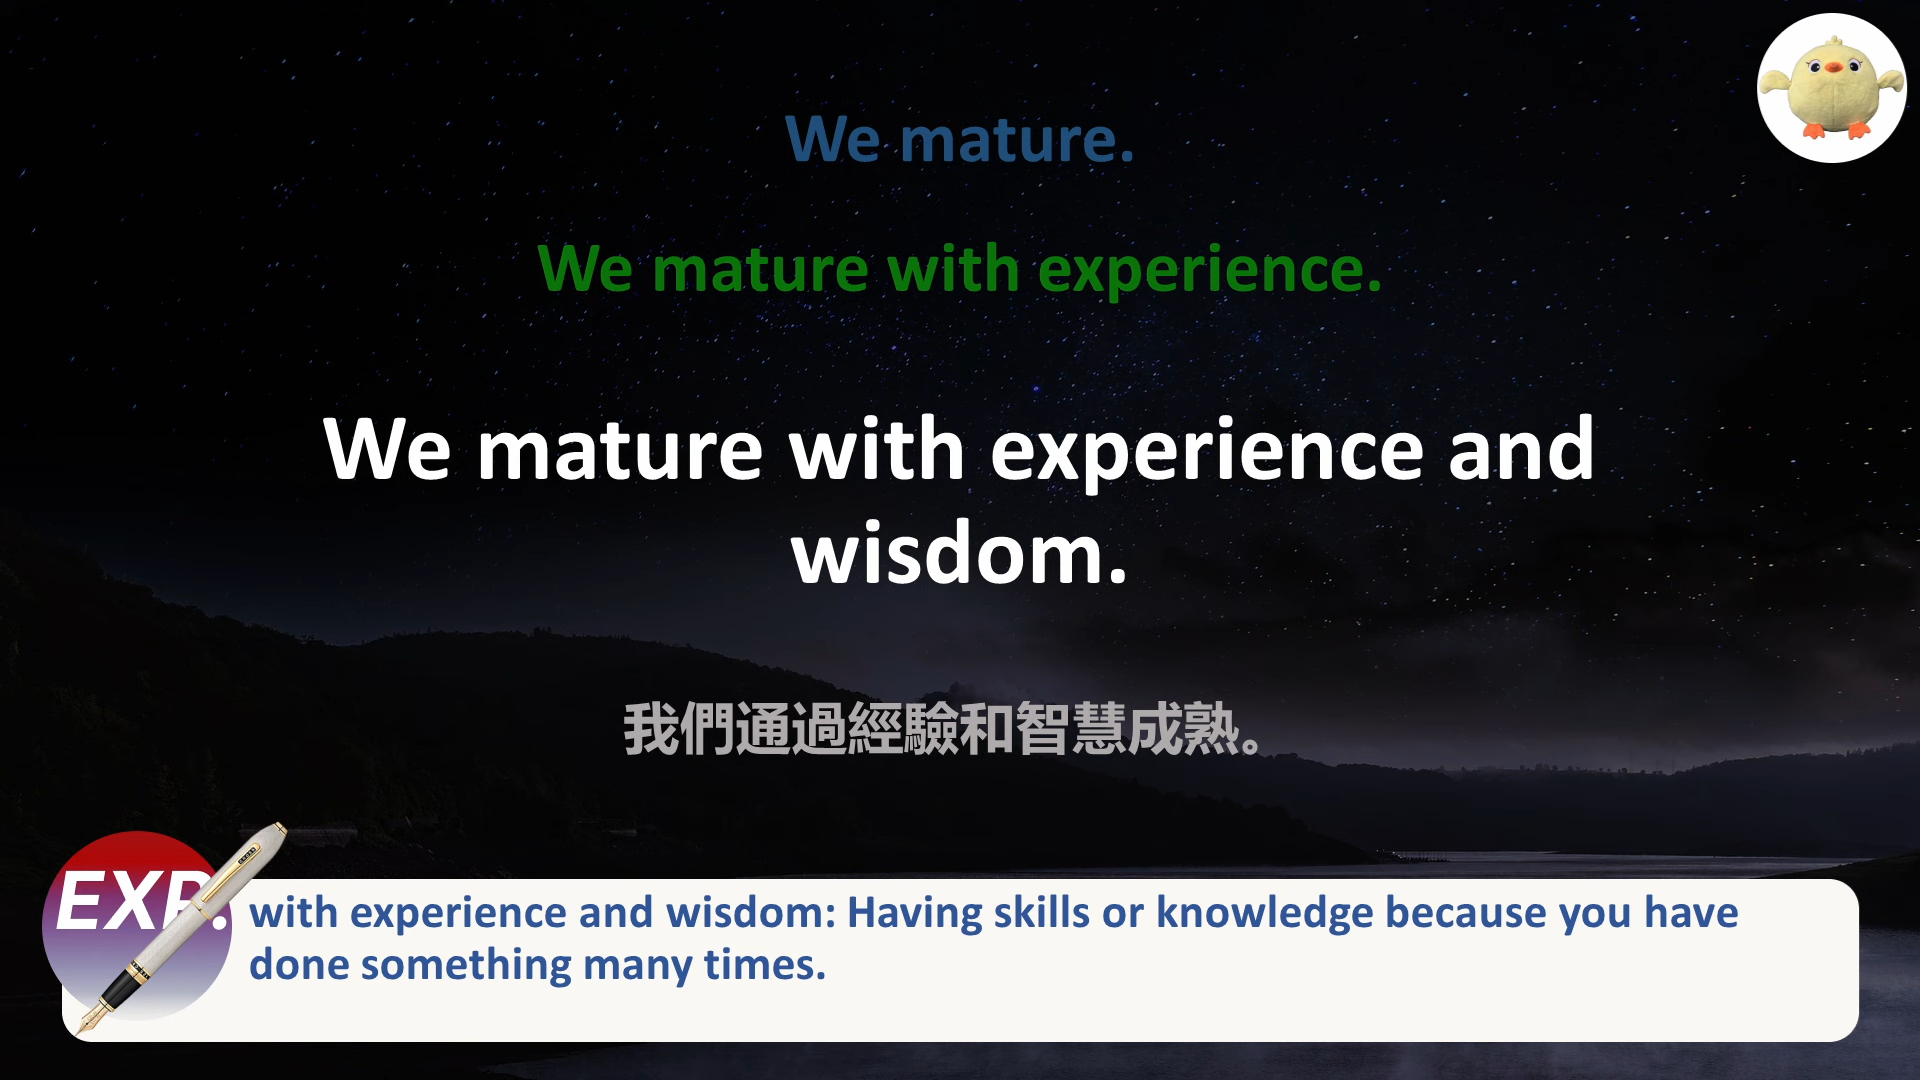 We mature.
We mature with experience.
We mature with experience and
wisdom.
我們通過經驗和智慧成熟。
EXP.
with experience and wisdom: Having skills or knowledge because you have
done something many times.